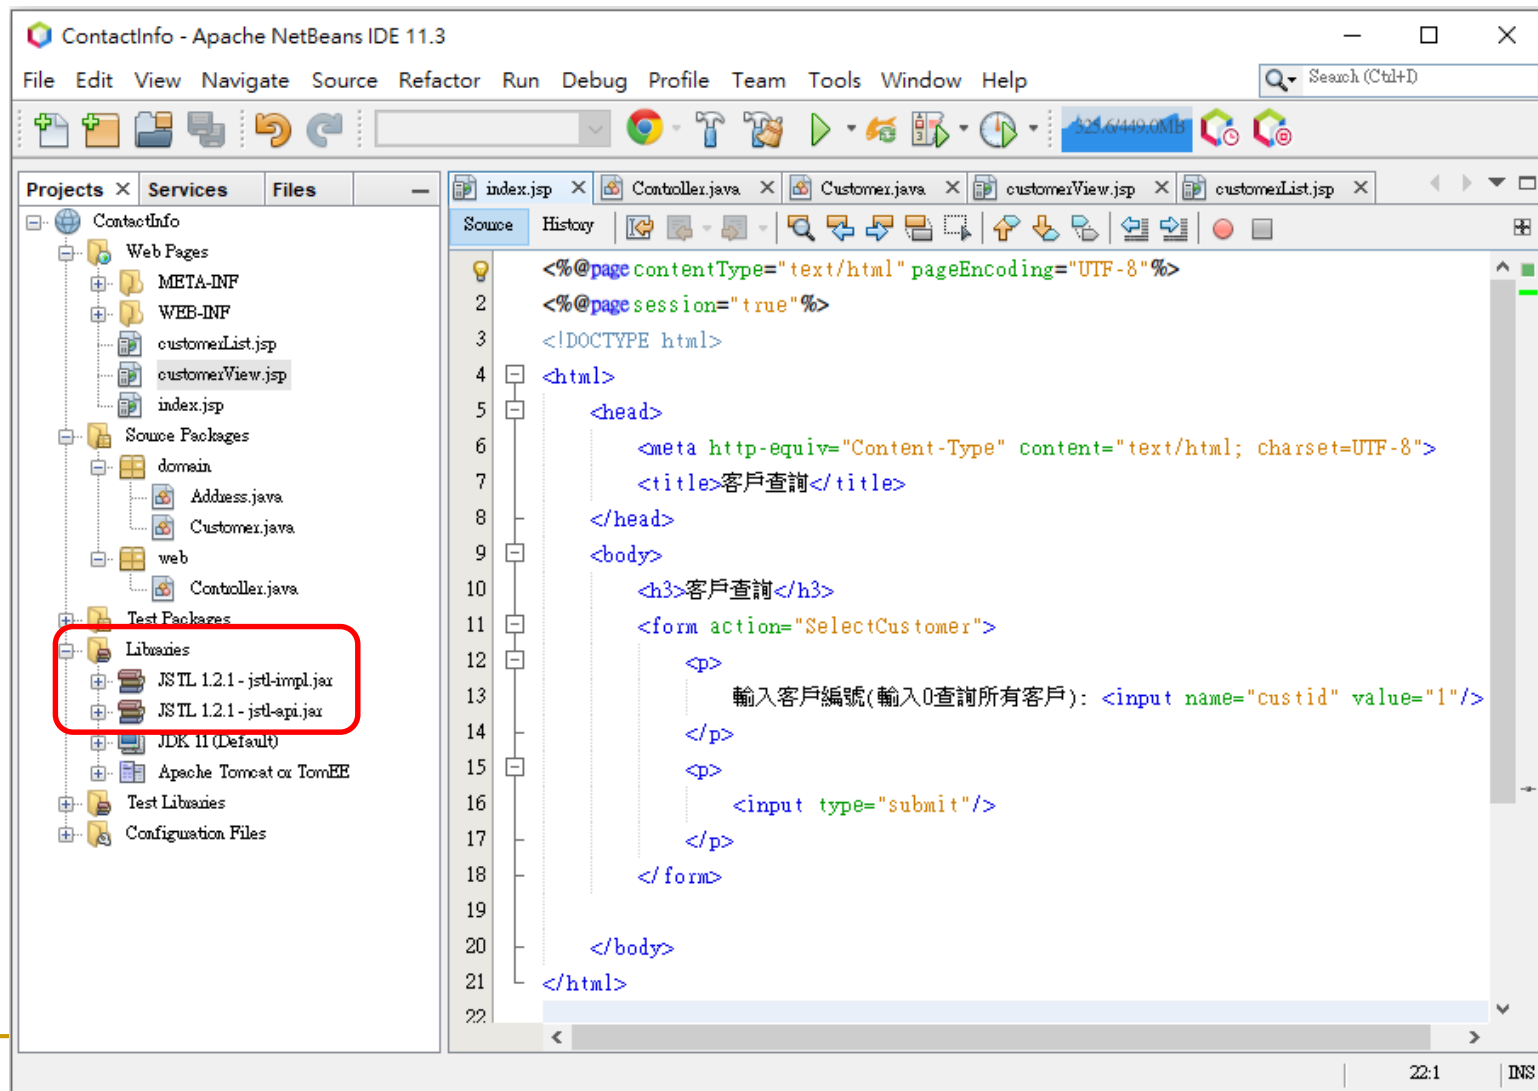 ContactInfo - Apache NetBeans IDE 11.3
File Edit View Navigate Source Refactor Run Debug Profile Team Tools Window Help
Search (Ctrl+I)
325.6/449.0MB
Projects Services Files
ContactInfo
Web Pages
META-INF
WEB-INF
customerList.jsp
customerView.jsp
index.jsp
Source Packages
domain
Address.java
Customer.java
web
Controller.java
Test Packages
Libraries
JSTL 1.2.1 - jstl-impl.jar
JSTL 1.2.1 - jstl-api.jar
JDK 11 (Default)
Apache Tomcat or TomEE
Test Libraries
Configuration Files
index.jsp Controller.java Customer.java customerView.jsp customerList.jsp
Source History
<%@page contentType="text/html" pageEncoding="UTF-8"%>
2 <%@page session="true"%>
3 <!DOCTYPE html>
4 <html>
5 <head>
6 <meta http-equiv="Content-Type" content="text/html; charset=UTF-8">
7 <title>客戶查詢</title>
8 </head>
9 <body>
10 <h3>客戶查詢</h3>
11 <form action="SelectCustomer">
12 <p>
13 輸入客戶編號(輸入0查詢所有客戶): <input name="custid" value="1"/>
14 </p>
15 <p>
16 <input type="submit"/>
17 </p>
18 </form>
19
20 </body>
21 </html>
22
22:1 INS